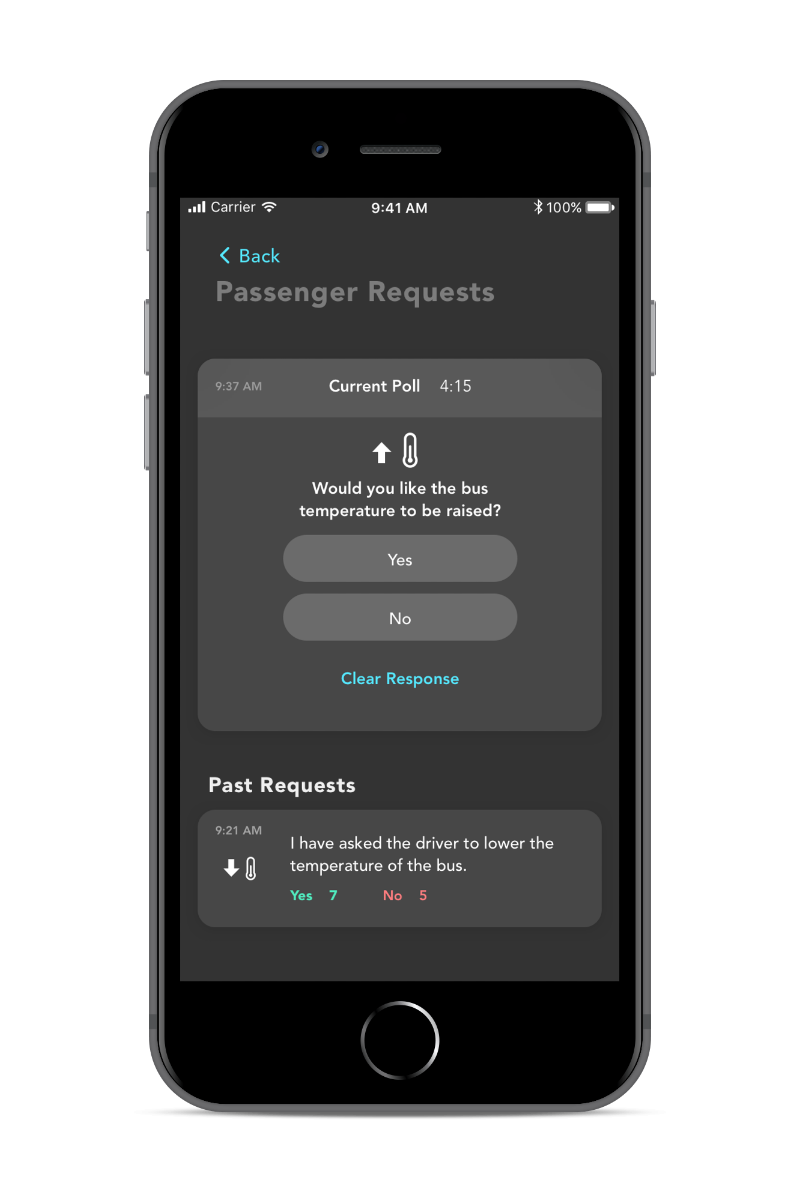 Carrier 9:41 AM 100%
Back
Passenger Requests
9:37 AM Current Poll 4:15
Would you like the bus
temperature to be raised?
Yes
No
Clear Response
Past Requests
9:21 AM
I have asked the driver to lower the
temperature of the bus.
Yes 7 No 5